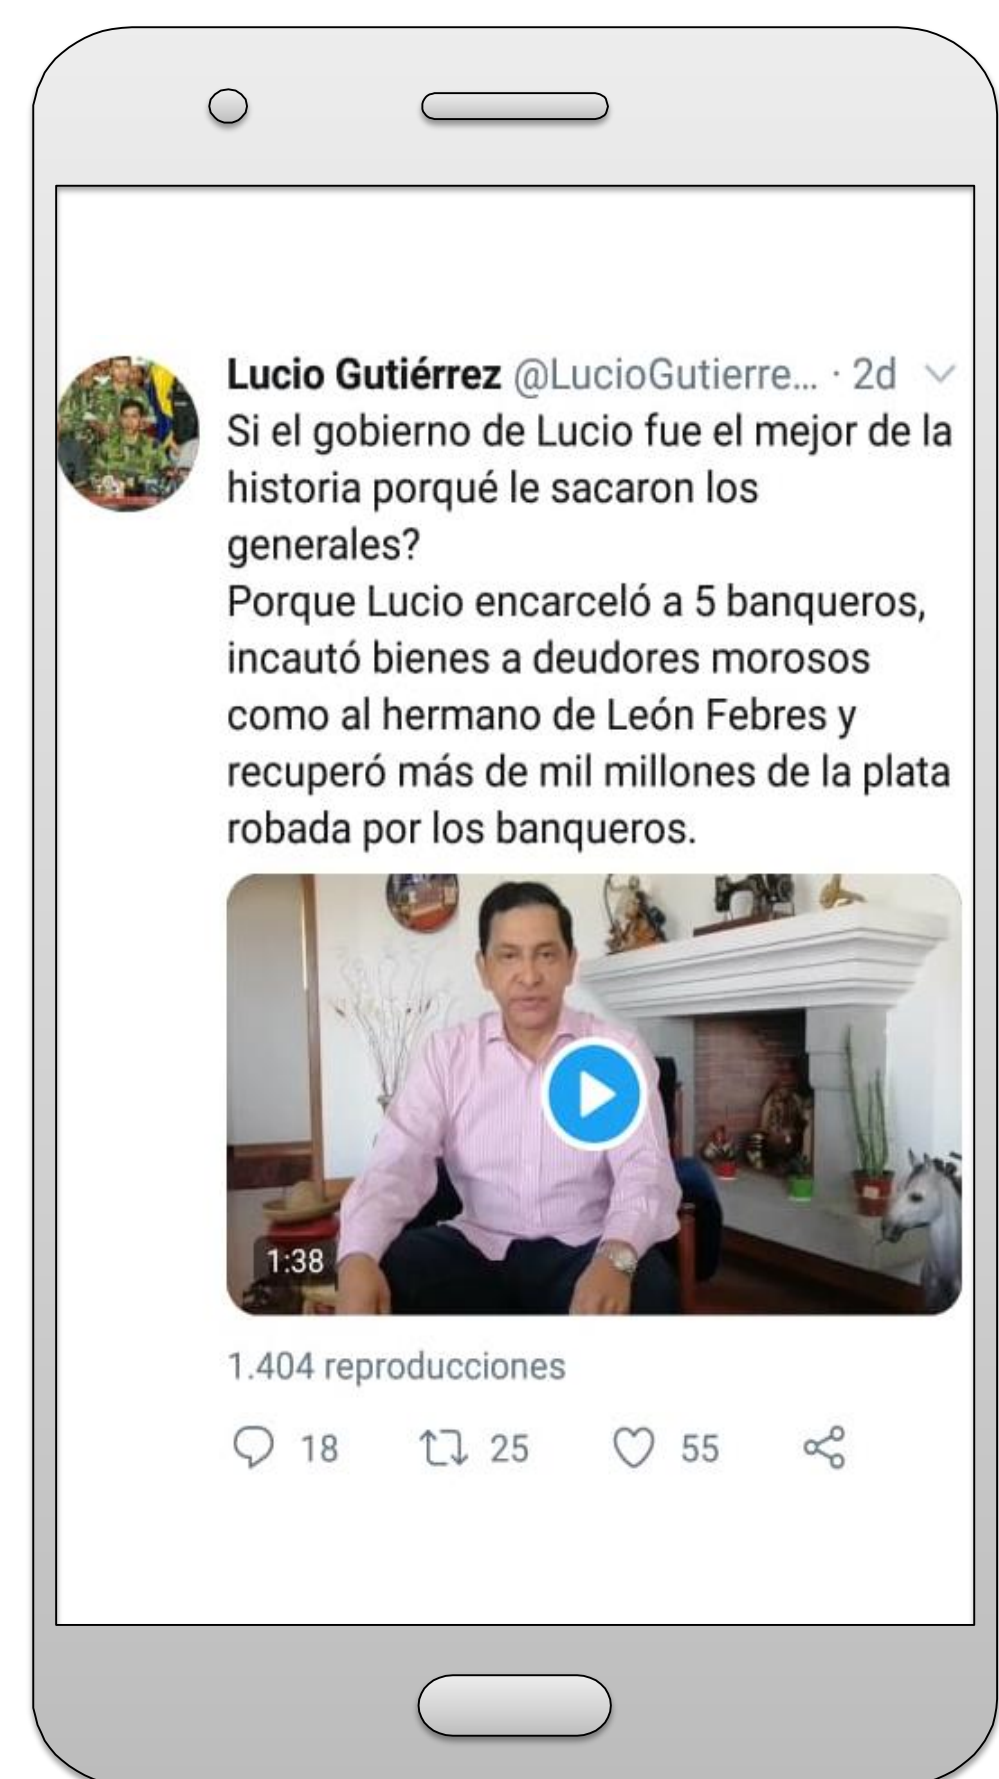 Lucio Gutiérrez @LucioGutierre... · 2d
Si el gobierno de Lucio fue el mejor de la
historia porqué le sacaron los
generales?
Porque Lucio encarceló a 5 banqueros,
incautó bienes a deudores morosos
como al hermano de León Febres y
recuperó más de mil millones de la plata
robada por los banqueros.
1:38
1.404 reproducciones
18 25 55